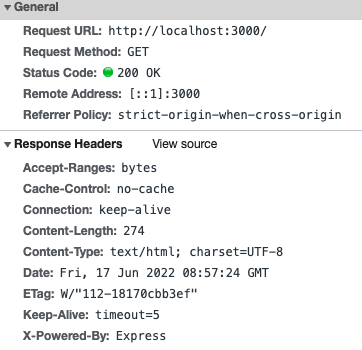 General
Request URL: http://localhost:3000/
Request Method: GET
Status Code: 200 OK
Remote Address: [::1]:3000
Referrer Policy: strict-origin-when-cross-origin
Response Headers View source
Accept-Ranges: bytes
Cache-Control: no-cache
Connection: keep-alive
Content-Length: 274
Content-Type: text/html; charset=UTF-8
Date: Fri, 17 Jun 2022 08:57:24 GMT
ETag: W/"112-18170cbb3ef"
Keep-Alive: timeout=5
X-Powered-By: Express